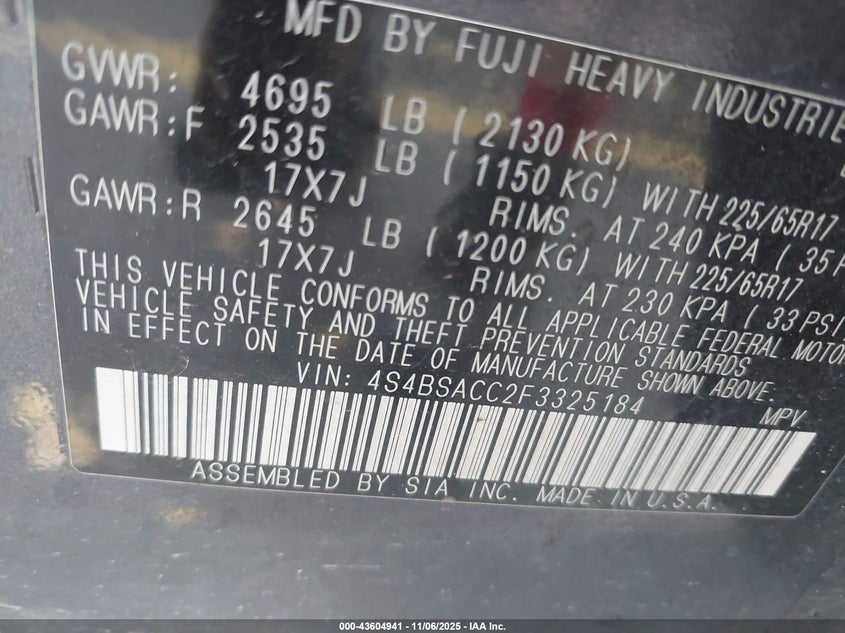 MFD BY FUJI HEAVY INDUSTRIE
GVWR: 4695 LB (2130 KG)
GAWR:F 2535 LB (1150 KG) WITH 225/65R17
17X7J RIMS. AT 240 KPA (35
GAWR:R 2645 LB (1200 KG) WITH 225/65R17
17X7J RIMS. AT 230 KPA (33 PSI
THIS VEHICLE CONFORMS TO ALL APPLICABLE FEDERAL MOTOR
VEHICLE SAFETY AND THEFT PREVENTION STANDARDS
IN EFFECT ON THE DATE OF MANUFACTURE SHOWN ABOVE.
VIN: 4S4BSACC2F3325184 MPV
ASSEMBLED BY SIA INC. MADE IN U.S.A.
000-43604941 - 11/06/2025 - IAA Inc.